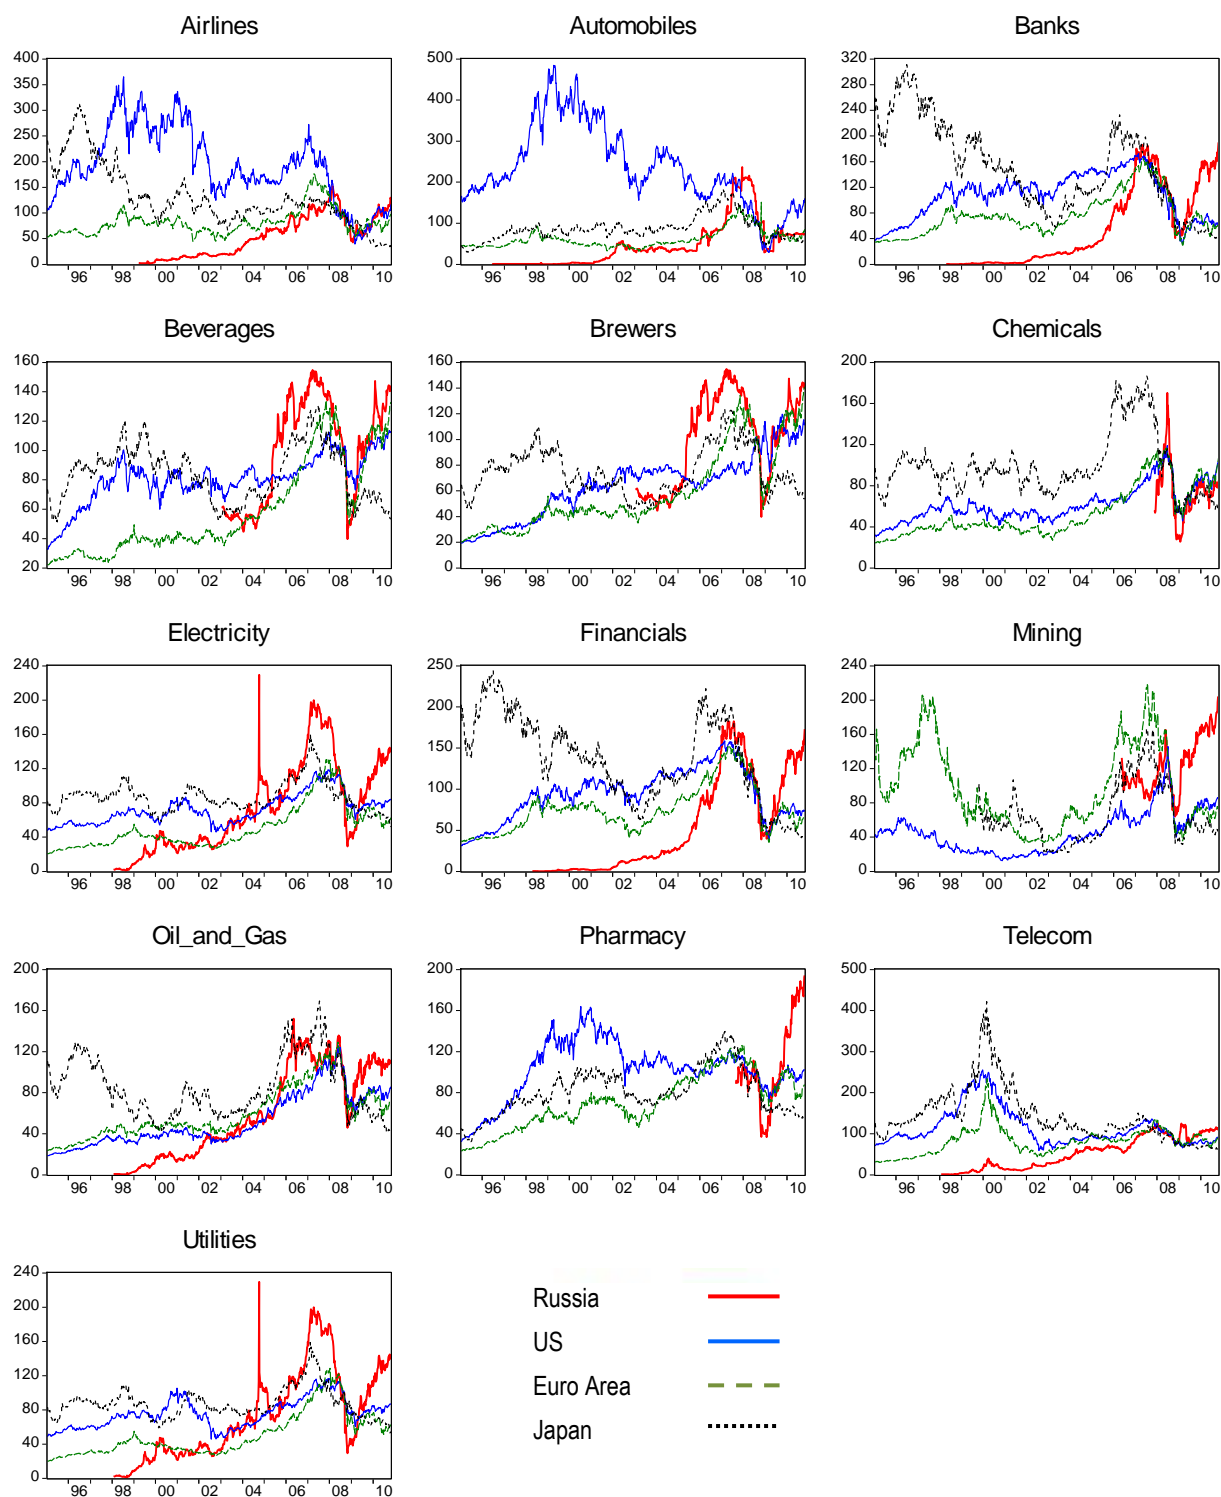 Airlines Automobiles Banks
400 500 320
350 400 280
300 300 240
250 200 200
200 100 160
150 0 120
100 80
50 40
0 0
96 98 00 02 04 06 08 10 96 98 00 02 04 06 08 10 96 98 00 02 04 06 08 10
Beverages Brewers Chemicals
160 160 200
140 140 160
120 120 120
100 100 80
80 80 40
60 60 0
40 40
20 20
0
96 98 00 02 04 06 08 10 96 98 00 02 04 06 08 10 96 98 00 02 04 06 08 10
Electricity Financials Mining
240 250 240
200 200 200
160 150 160
120 100 120
80 50 80
40 0 40
0 0
96 98 00 02 04 06 08 10 96 98 00 02 04 06 08 10 96 98 00 02 04 06 08 10
Oil_and_Gas Pharmacy Telecom
200 200 500
160 160 400
120 120 300
80 80 200
40 40 100
0 0 0
96 98 00 02 04 06 08 10 96 98 00 02 04 06 08 10 96 98 00 02 04 06 08 10
Utilities
240
200
160
120
80
40
0
96 98 00 02 04 06 08 10
Russia
US
Euro Area
Japan